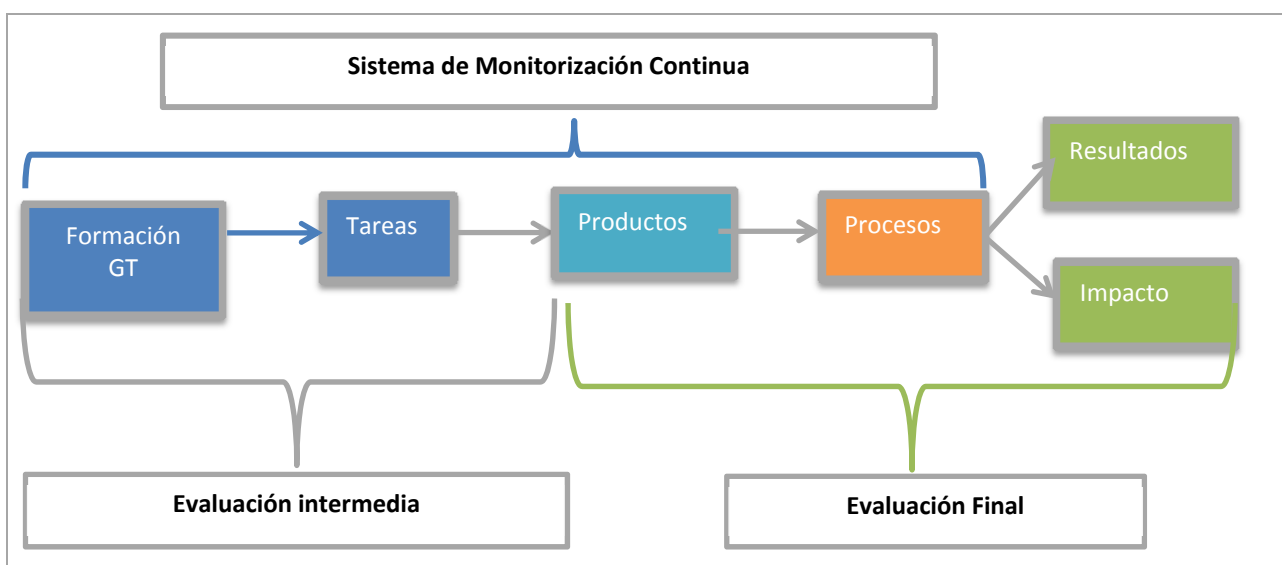 Sistema de Monitorización Continua
Formación
GT
Tareas
Productos
Procesos
Resultados
Impacto
Evaluación intermedia
Evaluación Final